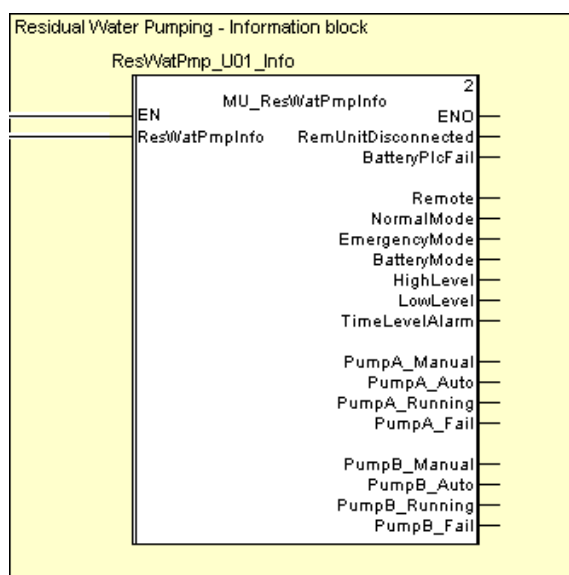 Residual Water Pumping - Information block
ResWatPmp_U01_Info
2
MU_ResWatPmpInfo
EN ENO
ResWatPmpInfo RemUnitDisconnected
BatteryPlcFail
Remote
NormalMode
EmergencyMode
BatteryMode
HighLevel
LowLevel
TimeLevelAlarm
PumpA_Manual
PumpA_Auto
PumpA_Running
PumpA_Fail
PumpB_Manual
PumpB_Auto
PumpB_Running
PumpB_Fail